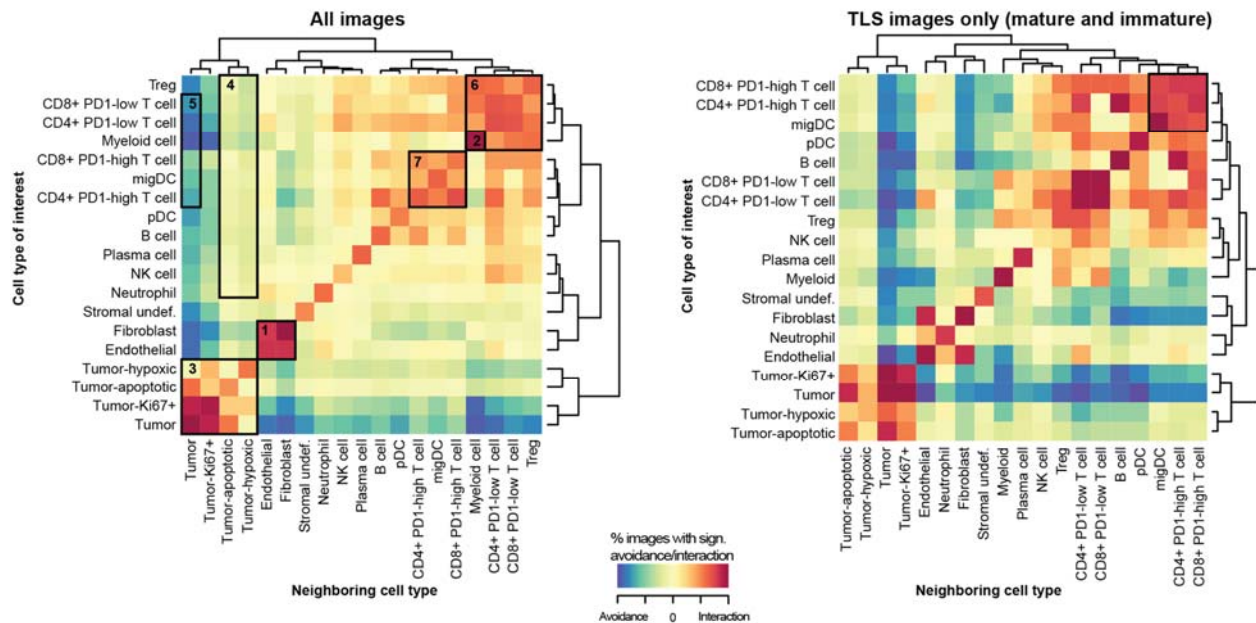 All images
TLS images only (mature and immature)
Cell type of interest
Treg
CD8+ PD1-low T cell
CD4+ PD1-low T cell
Myeloid cell
CD8+ PD1-high T cell
migDC
CD4+ PD1-high T cell
pDC
B cell
Plasma cell
NK cell
Neutrophil
Stromal undef.
Fibroblast
Endothelial
Tumor-hypoxic
Tumor-apoptotic
Tumor-Ki67+
Tumor
4
6
5
2
7
1
3
Tumor
Tumor-Ki67+
Tumor-apoptotic
Tumor-hypoxic
Endothelial
Fibroblast
Stromal undef.
Neutrophil
NK cell
Plasma cell
B cell
pDC
CD4+ PD1-high T cell
migDC
CD8+ PD1-high T cell
Myeloid cell
CD4+ PD1-low T cell
CD8+ PD1-low T cell
Treg
Neighboring cell type
% images with sign.
avoidance/interaction
Avoidance 0 Interaction
Cell type of interest
CD8+ PD1-high T cell
CD4+ PD1-high T cell
migDC
pDC
B cell
CD8+ PD1-low T cell
CD4+ PD1-low T cell
Treg
NK cell
Plasma cell
Myeloid
Stromal undef.
Fibroblast
Neutrophil
Endothelial
Tumor-Ki67+
Tumor
Tumor-hypoxic
Tumor-apoptotic
Tumor-apoptotic
Tumor-hypoxic
Tumor
Tumor-Ki67+
Endothelial
Neutrophil
Fibroblast
Stromal undef.
Myeloid
Plasma cell
NK cell
Treg
CD4+ PD1-low T cell
CD8+ PD1-low T cell
B cell
pDC
migDC
CD4+ PD1-high T cell
CD8+ PD1-high T cell
Neighboring cell type